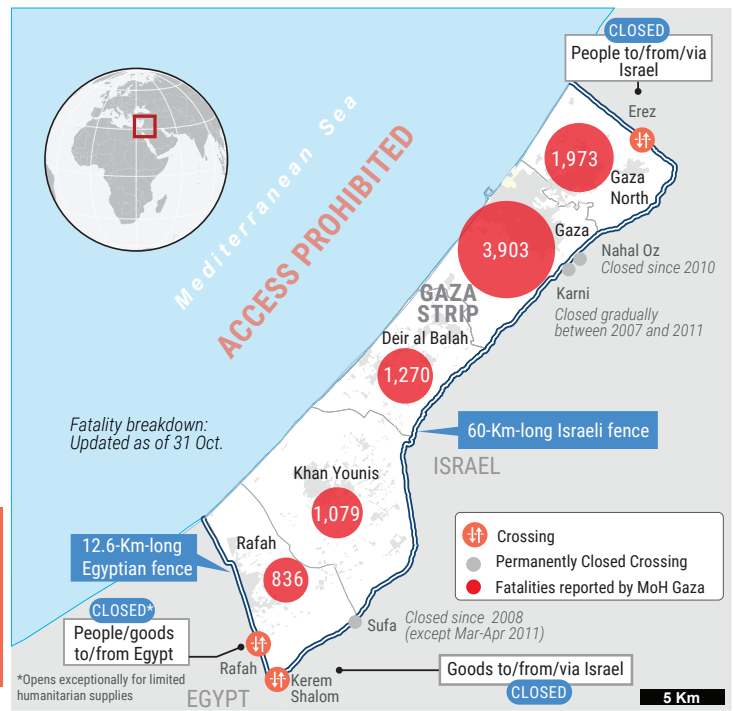 CLOSED
People to/from/via
Israel
Erez
1,973
Gaza
North
Mediterranean Sea
ACCESS PROHIBITED
3,903
Gaza
Nahal Oz
Closed since 2010
Karni
Closed gradually
between 2007 and 2011
GAZA
STRIP
Deir al Balah
1,270
Fatality breakdown:
Updated as of 31 Oct.
60-Km-long Israeli fence
ISRAEL
Khan Younis
1,079
12.6-Km-long
Egyptian fence
Rafah
836
Crossing
Permanently Closed Crossing
Fatalities reported by MoH Gaza
CLOSED*
People/goods
to/from Egypt
Sufa
Closed since 2008
(except Mar-Apr 2011)
Rafah
*Opens exceptionally for limited
humanitarian supplies
EGYPT
Kerem
Shalom
Goods to/from/via Israel
CLOSED
5 Km